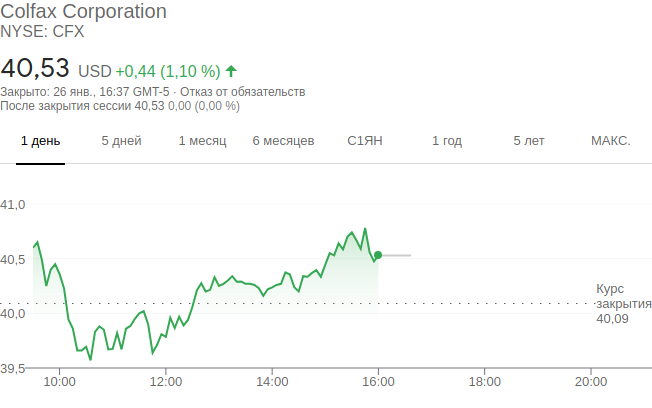 Colfax Corporation
NYSE: CFX
40,53 USD +0,44 (1,10 %)
Закрыто: 26 янв., 16:37 GMT-5 · Отказ от обязательств
После закрытия сессии 40,53 0,00 (0,00 %)
1 день 5 дней 1 месяц 6 месяцев С1ЯН 1 год 5 лет МАКС.
41,0
40,5
Курс
закрытия
40,09
40,0
39,5
10:00 12:00 14:00 16:00 18:00 20:00